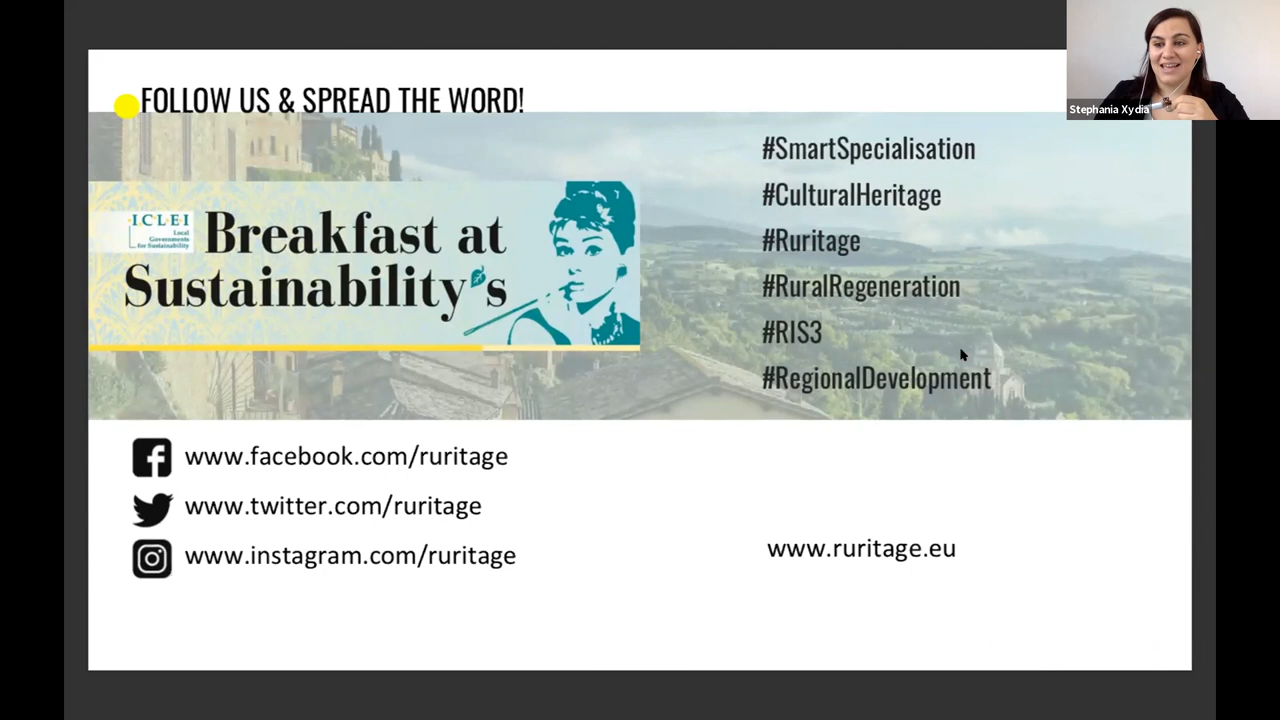 FOLLOW US & SPREAD THE WORD!
Stephania Xydia
#SmartSpecialisation
#CulturalHeritage
#Ruritage
#RuralRegeneration
#RIS3
#RegionalDevelopment
I.C.L.E.I
Local
Governments
for Sustainability
Breakfast at
Sustainability's
www.facebook.com/ruritage
www.twitter.com/ruritage
www.instagram.com/ruritage
www.ruritage.eu